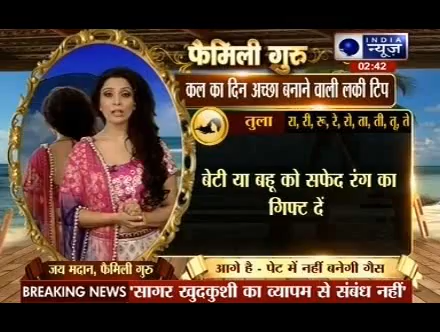 फैमिली गुरु
INDIA
न्यूज़
02:42
कल का दिन अच्छा बनाने वाली लकी टिप
तुला
रा, री, रू, रे, रो, ता, ती, तू, ते
बेटी या बहू को सफेद रंग का
गिफ्ट दें
जय मदान, फैमिली गुरु
आगे है - पेट में नहीं बनेगी गैस
BREAKING NEWS 'सागर खुदकुशी का व्यापम से संबंध नहीं'